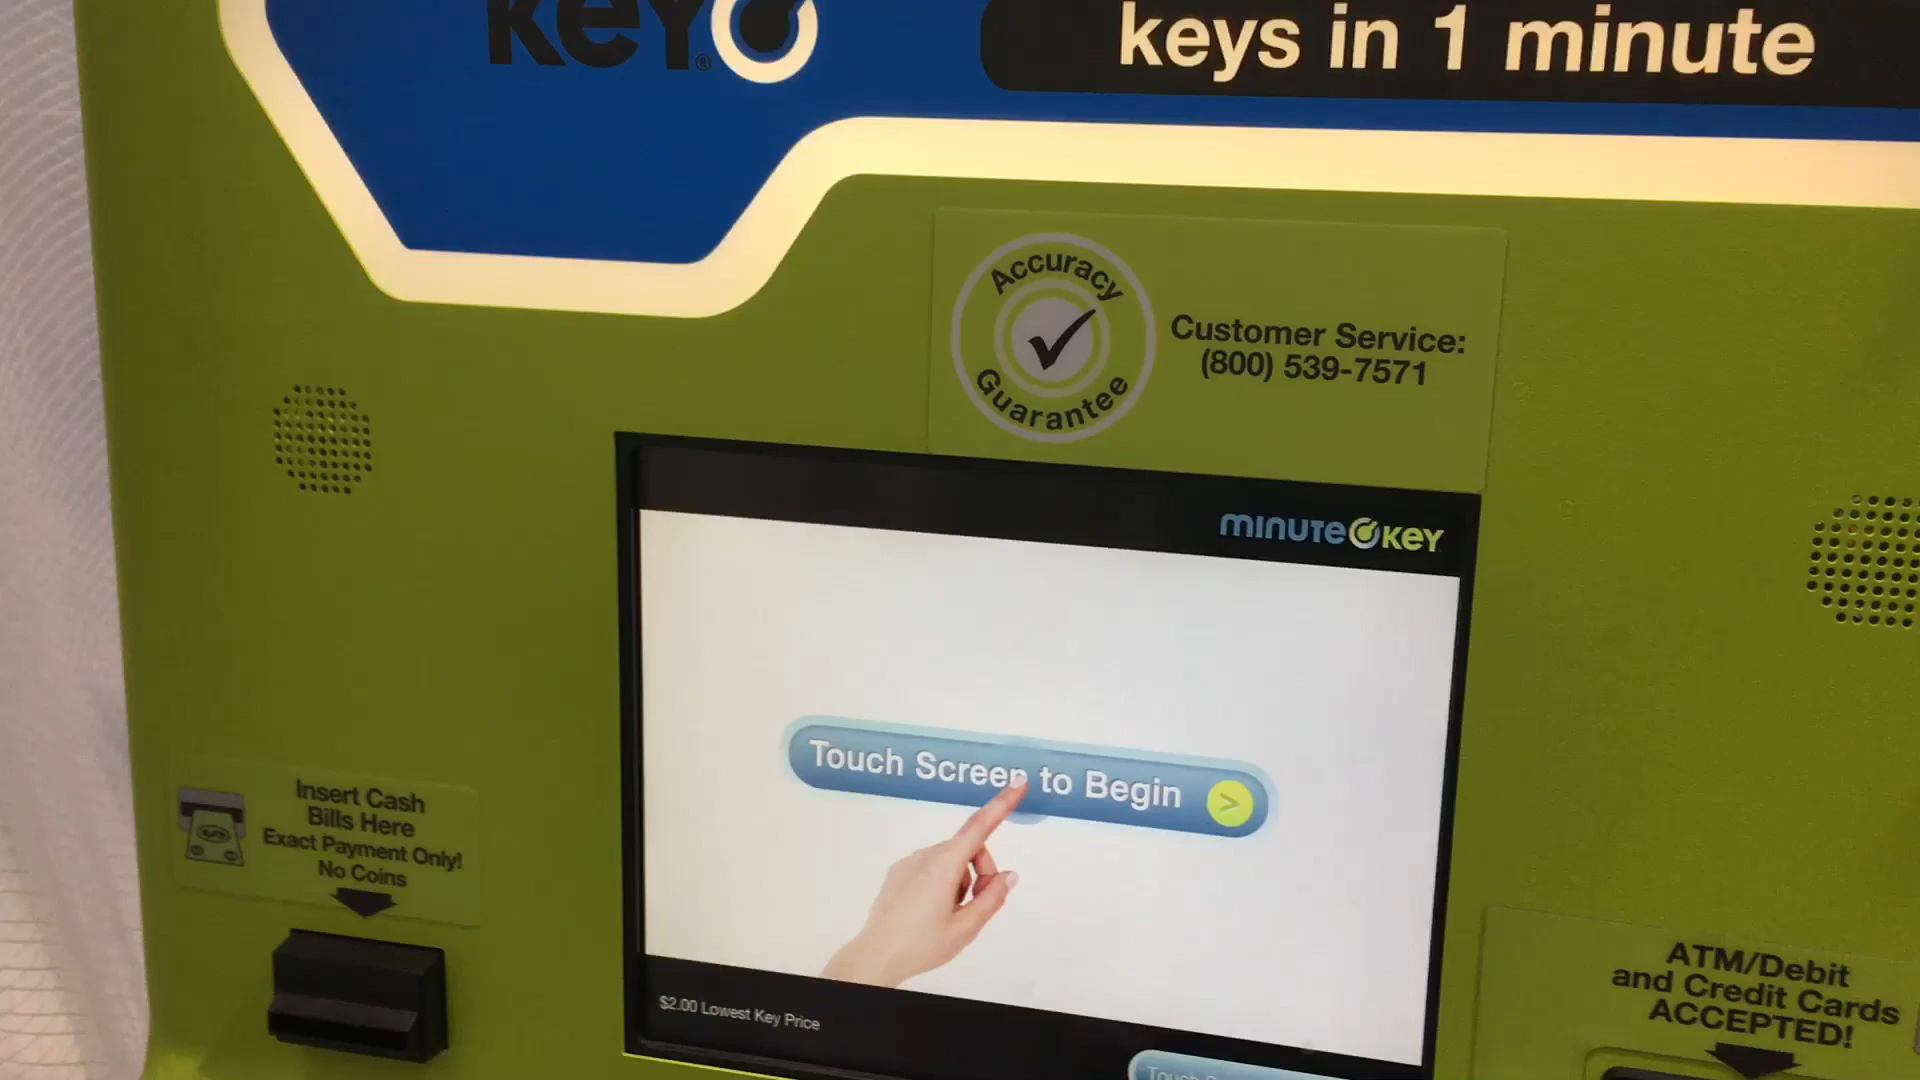 KEY®
keys in 1 minute
Accuracy
Guarantee
Customer Service:
(800) 539-7571
minute KEY
Touch Screen to Begin >
Insert Cash
Bills Here
Exact Payment Only!
No Coins
$2.00 Lowest Key Price
ATM/Debit
and Credit Cards
ACCEPTED!
Touch